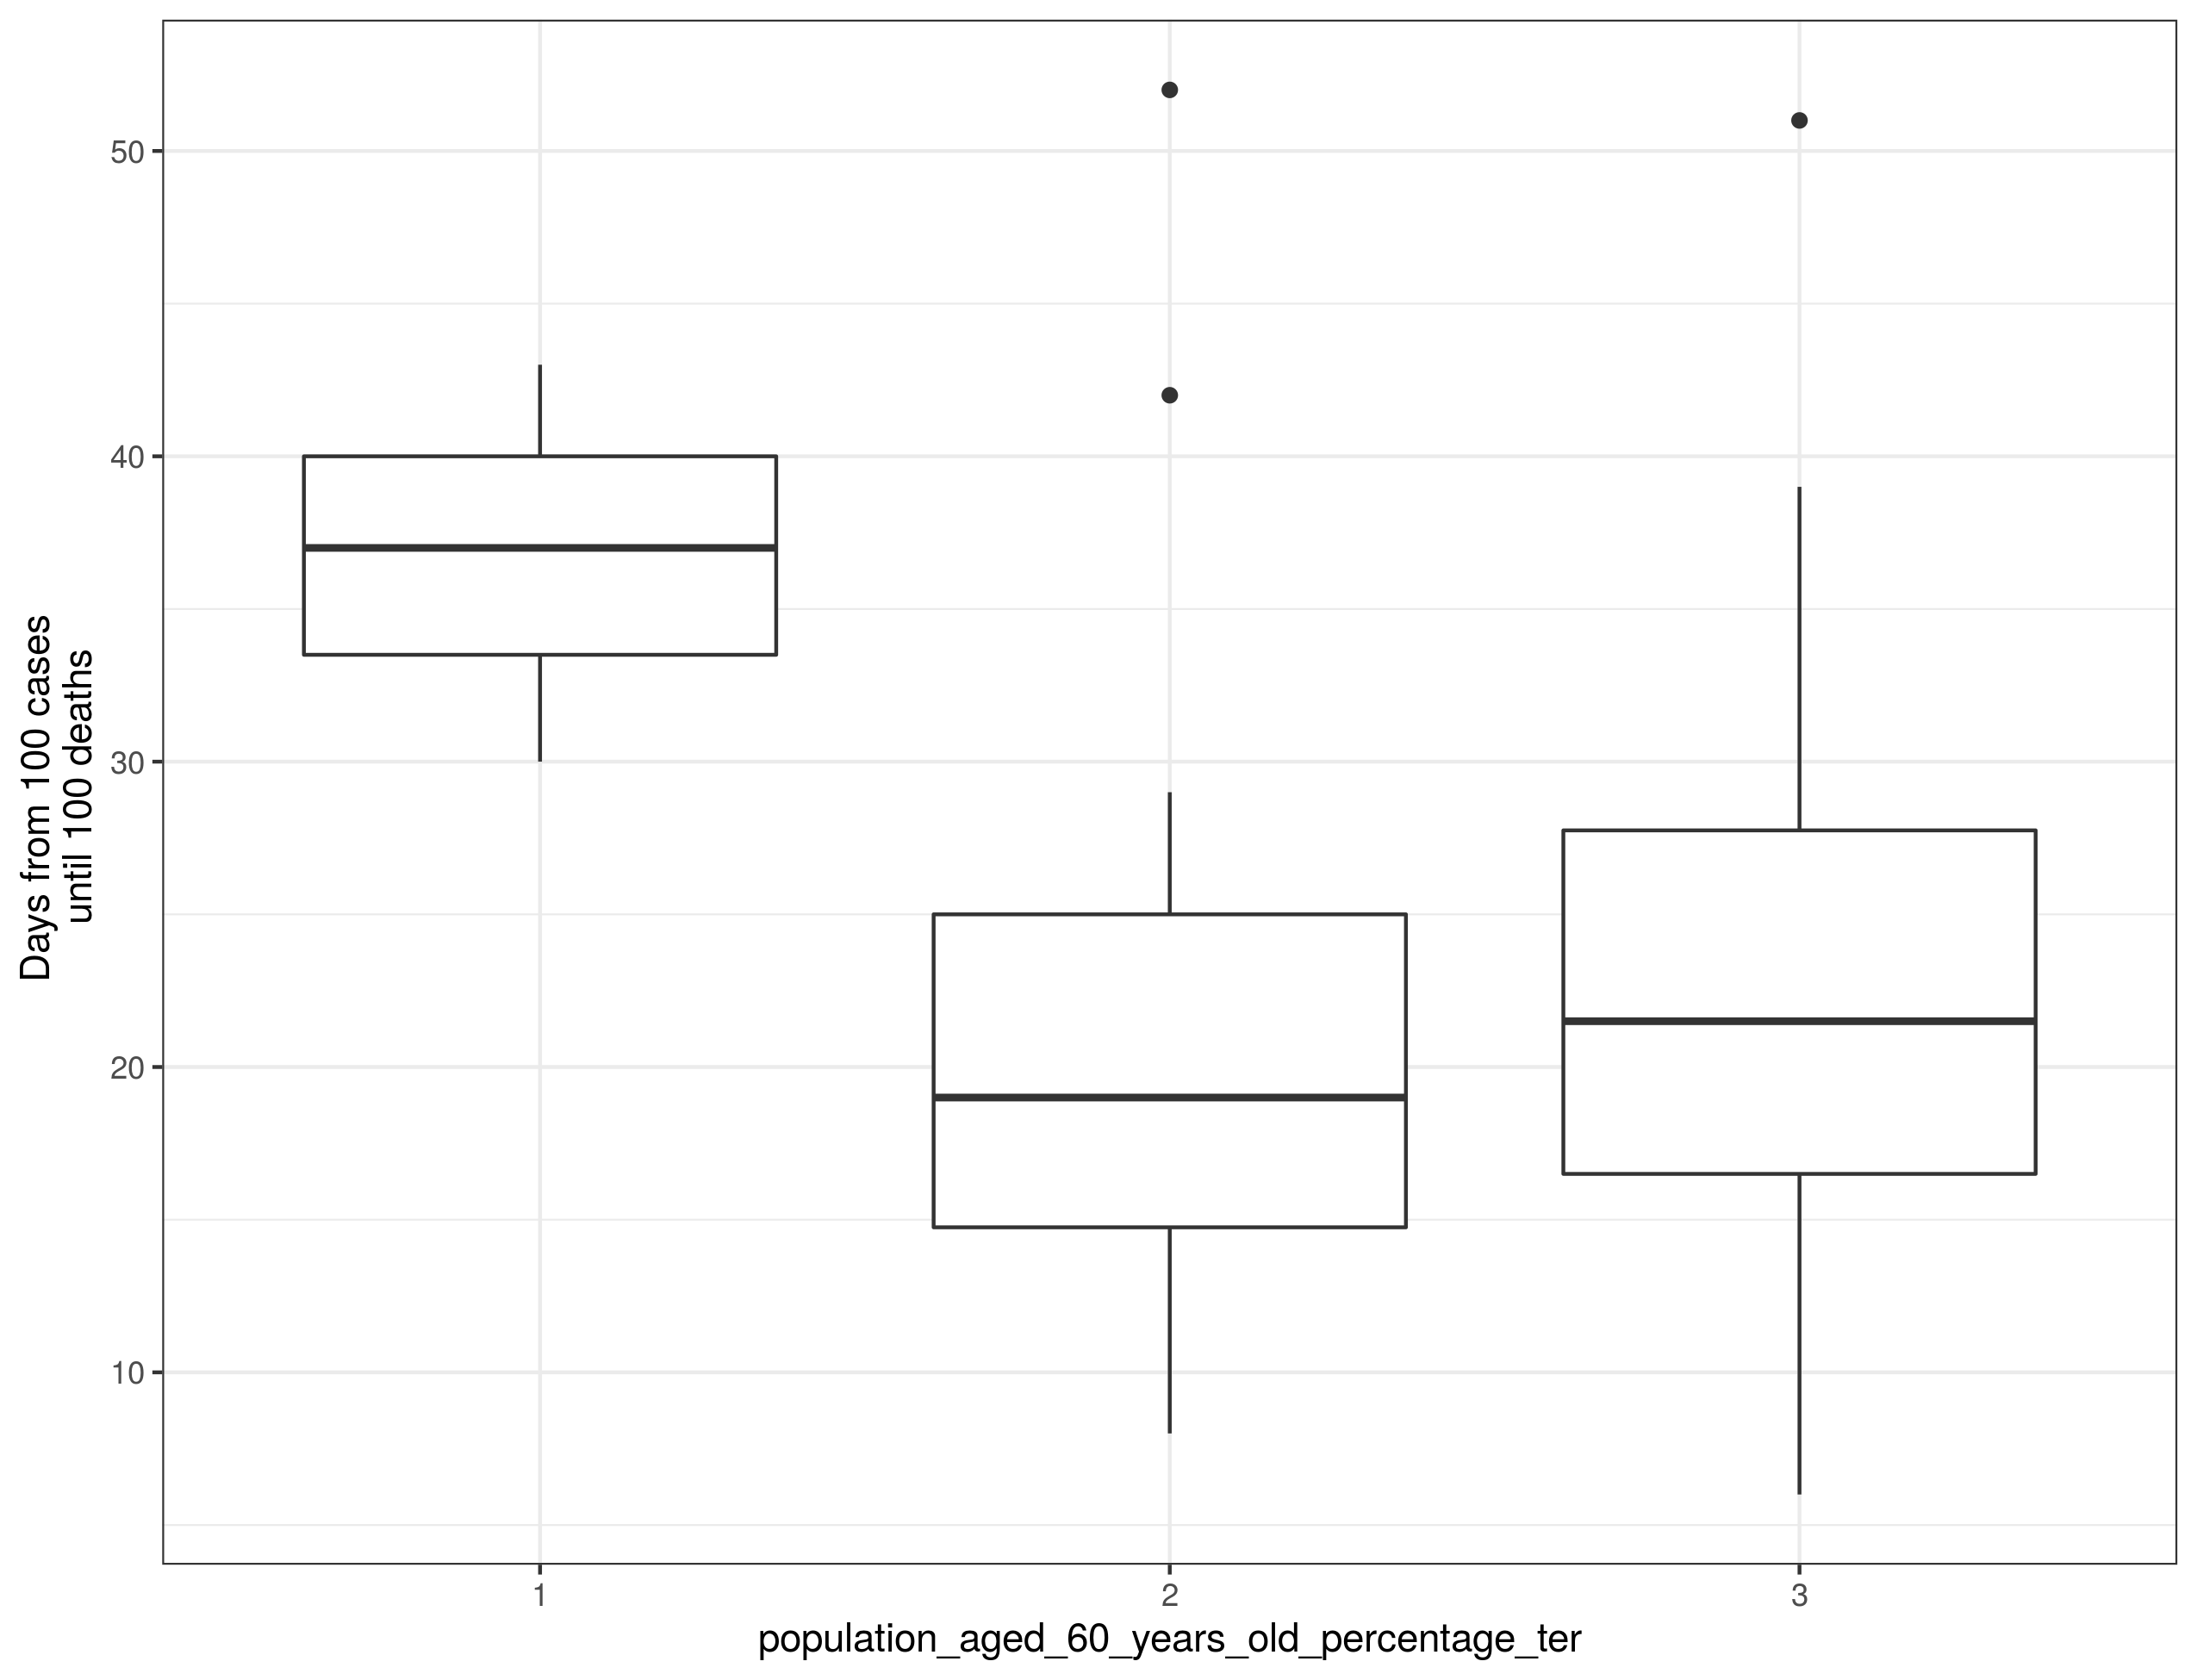 Days from 100 cases
until 100 deaths
50
40
30
20
10
1
2
3
population_aged_60_years_old_percentage_ter